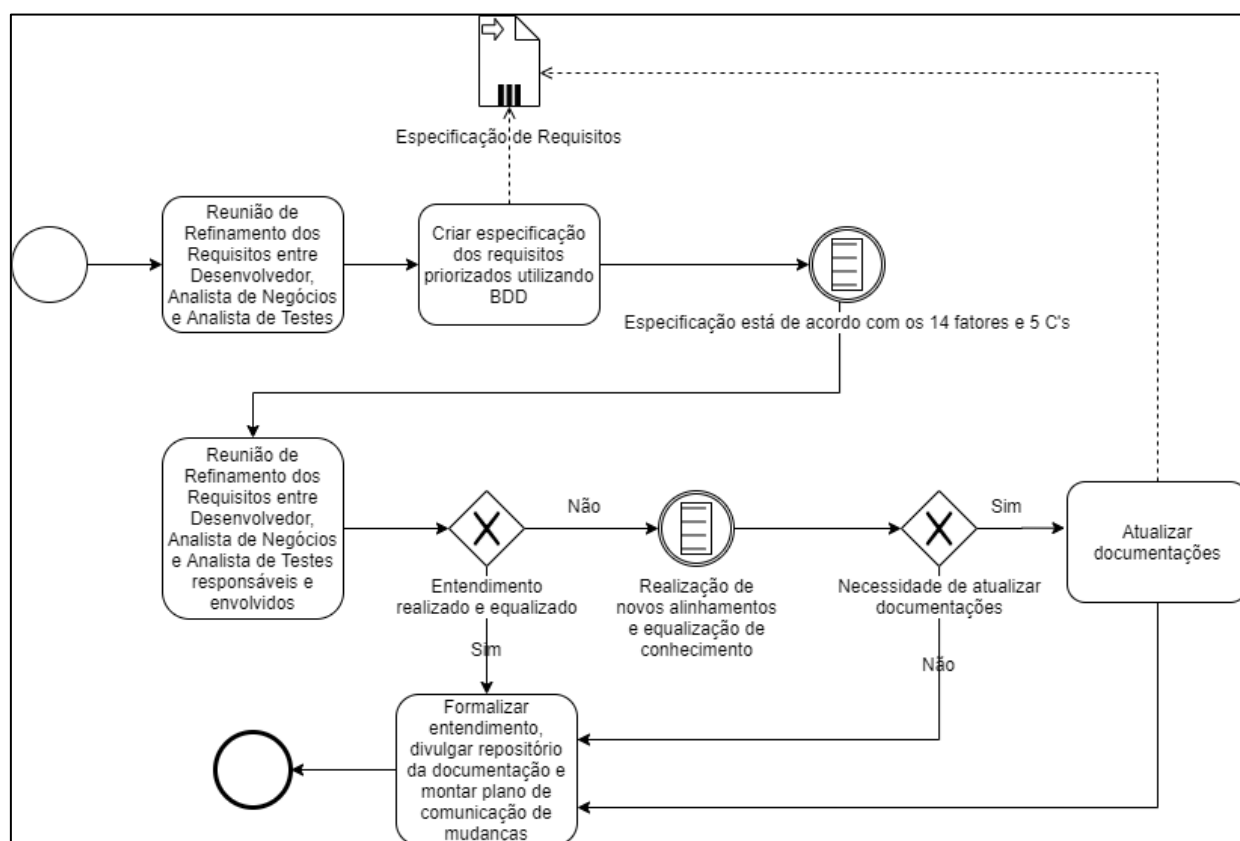 Especificação de Requisitos
Reunião de
Refinamento dos
Requisitos entre
Desenvolvedor,
Analista de Negócios
e Analista de Testes
Criar especificação
dos requisitos
priorizados utilizando
BDD
Especificação está de acordo com os 14 fatores e 5 C's
Reunião de
Refinamento dos
Requisitos entre
Desenvolvedor,
Analista de Negócios
e Analista de Testes
responsáveis e
envolvidos
Entendimento
realizado e equalizado
Não
Realização de
novos alinhamentos
e equalização de
conhecimento
Necessidade de atualizar
documentações
Sim
Atualizar
documentações
Sim
Não
Formalizar
entendimento,
divulgar repositório
da documentação e
montar plano de
comunicação de
mudanças